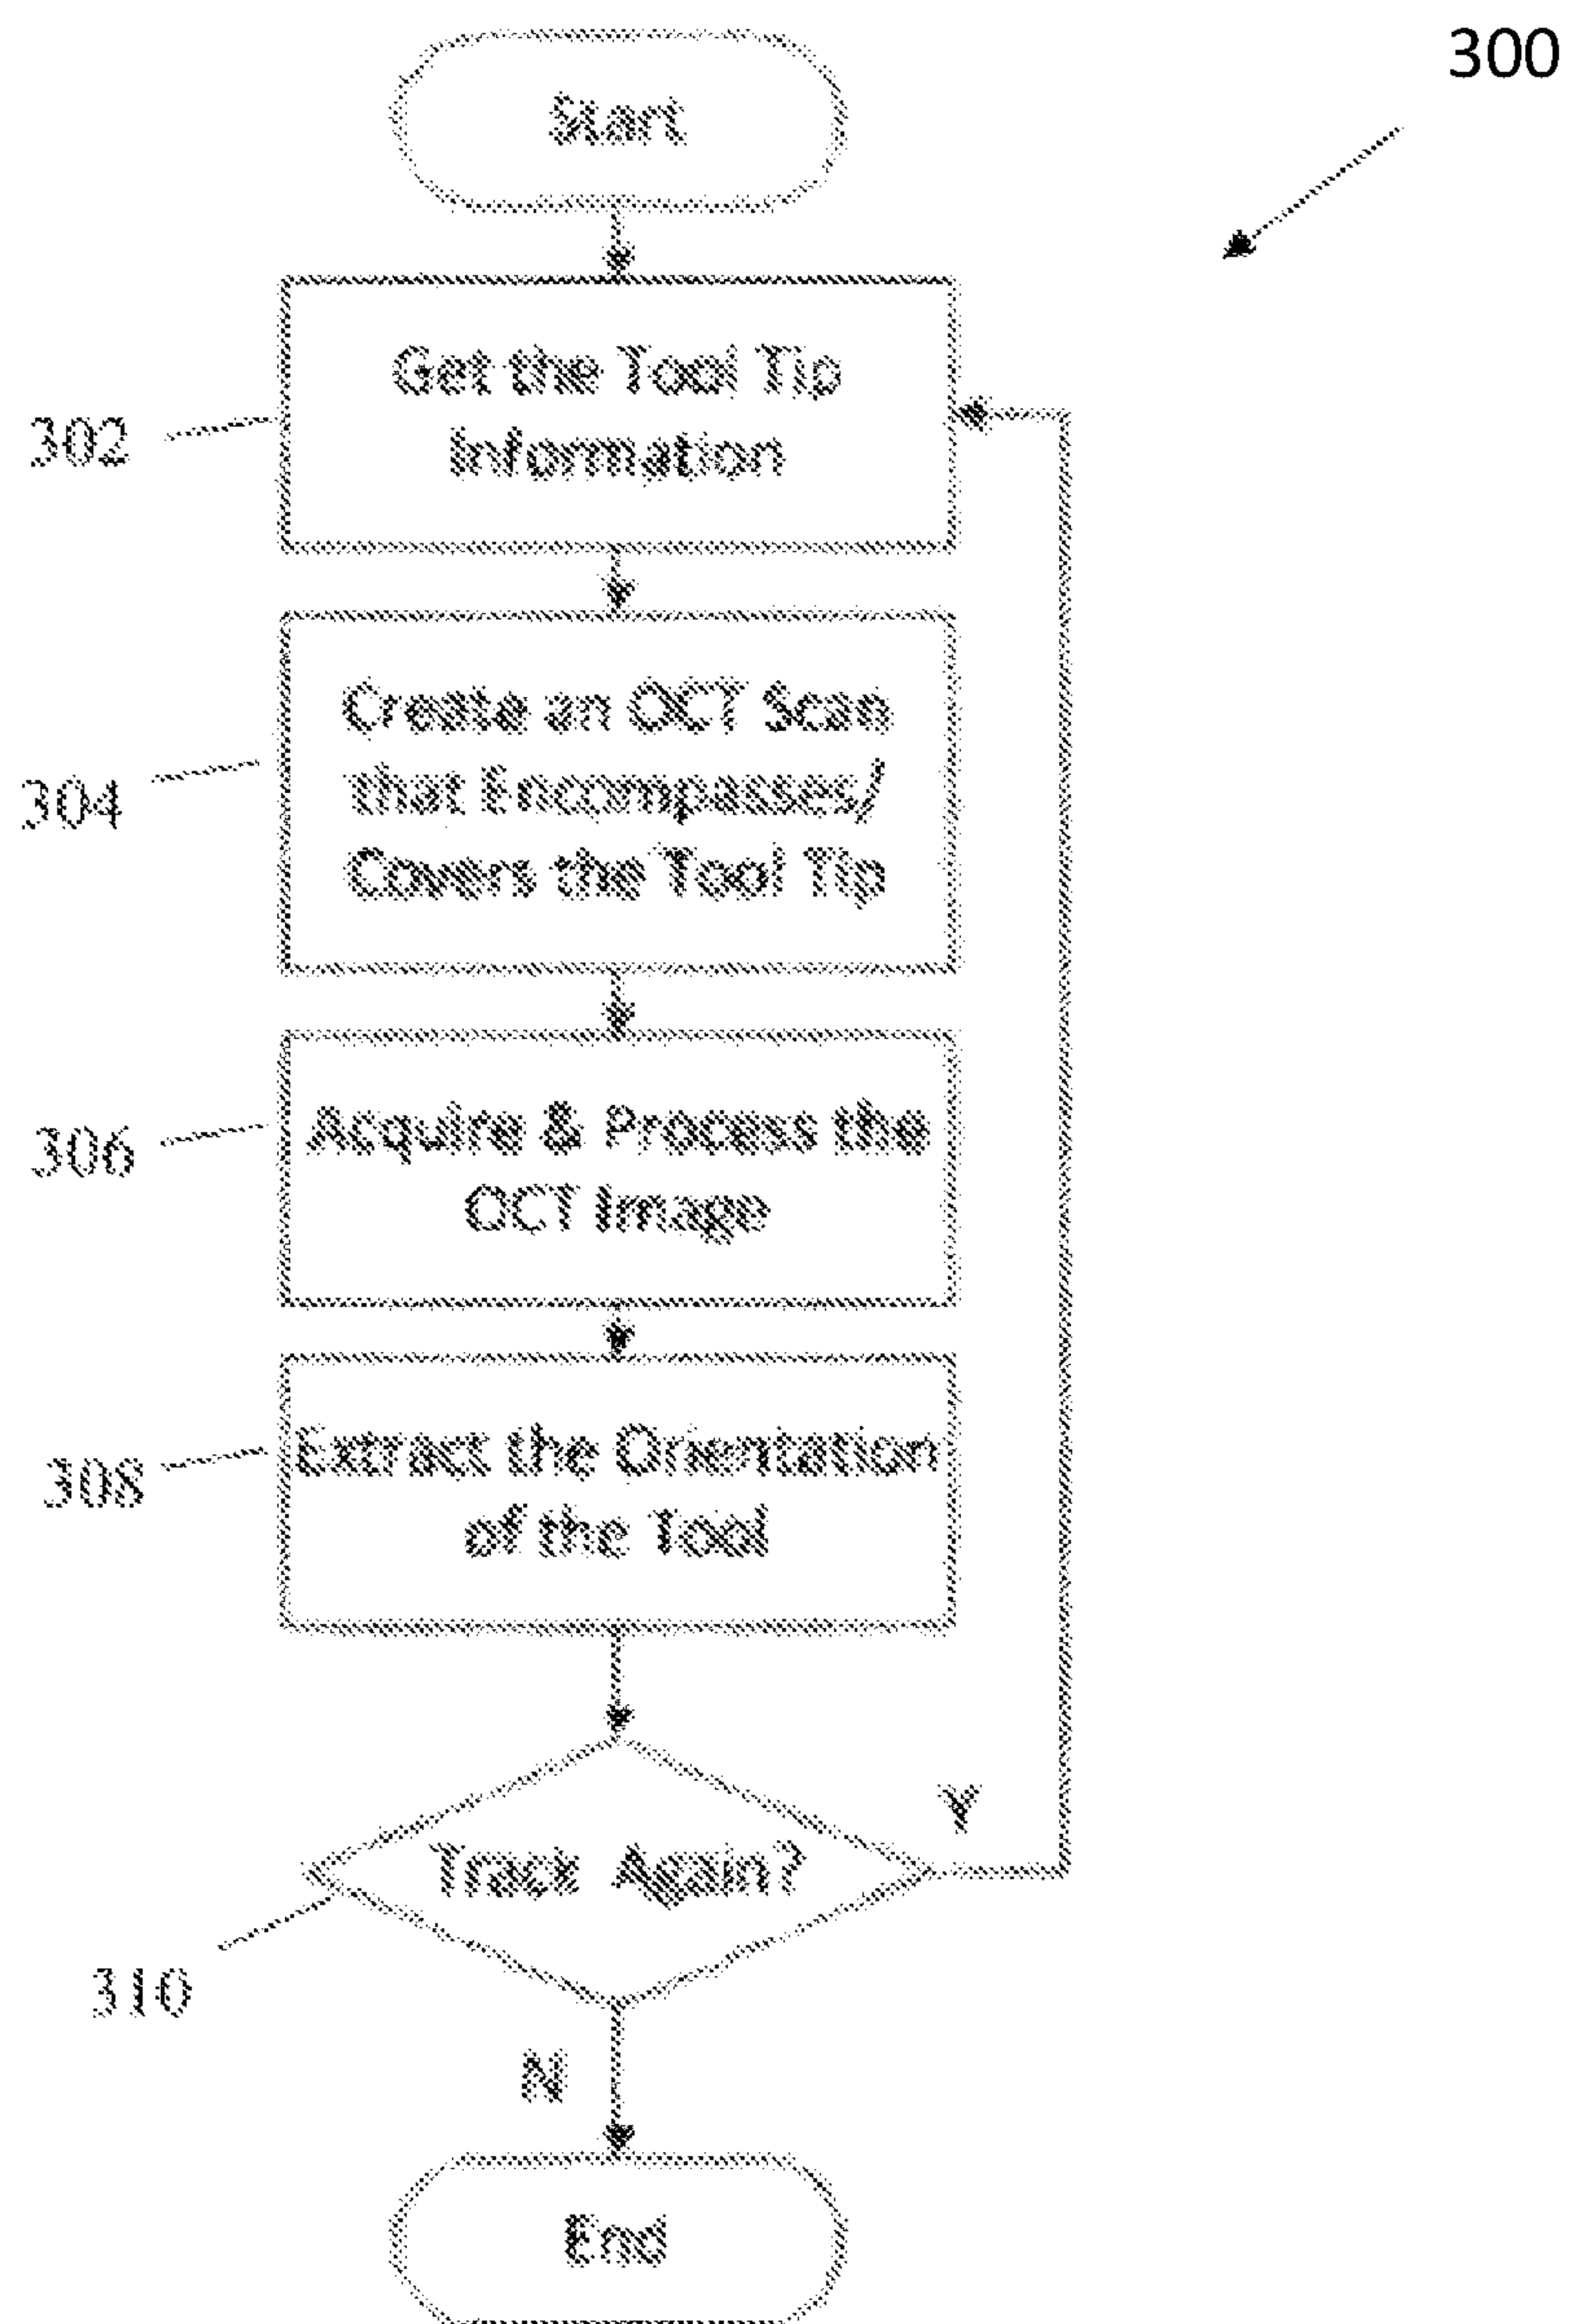 300
Start
302
Get the Tool Tip
Information
304
Create an OCT Scan
that Encompasses/
Covers the Tool Tip
306
Acquire & Process the
OCT Image
308
Extract the Orientation
of the Tool
Y
Track Again?
310
N
End